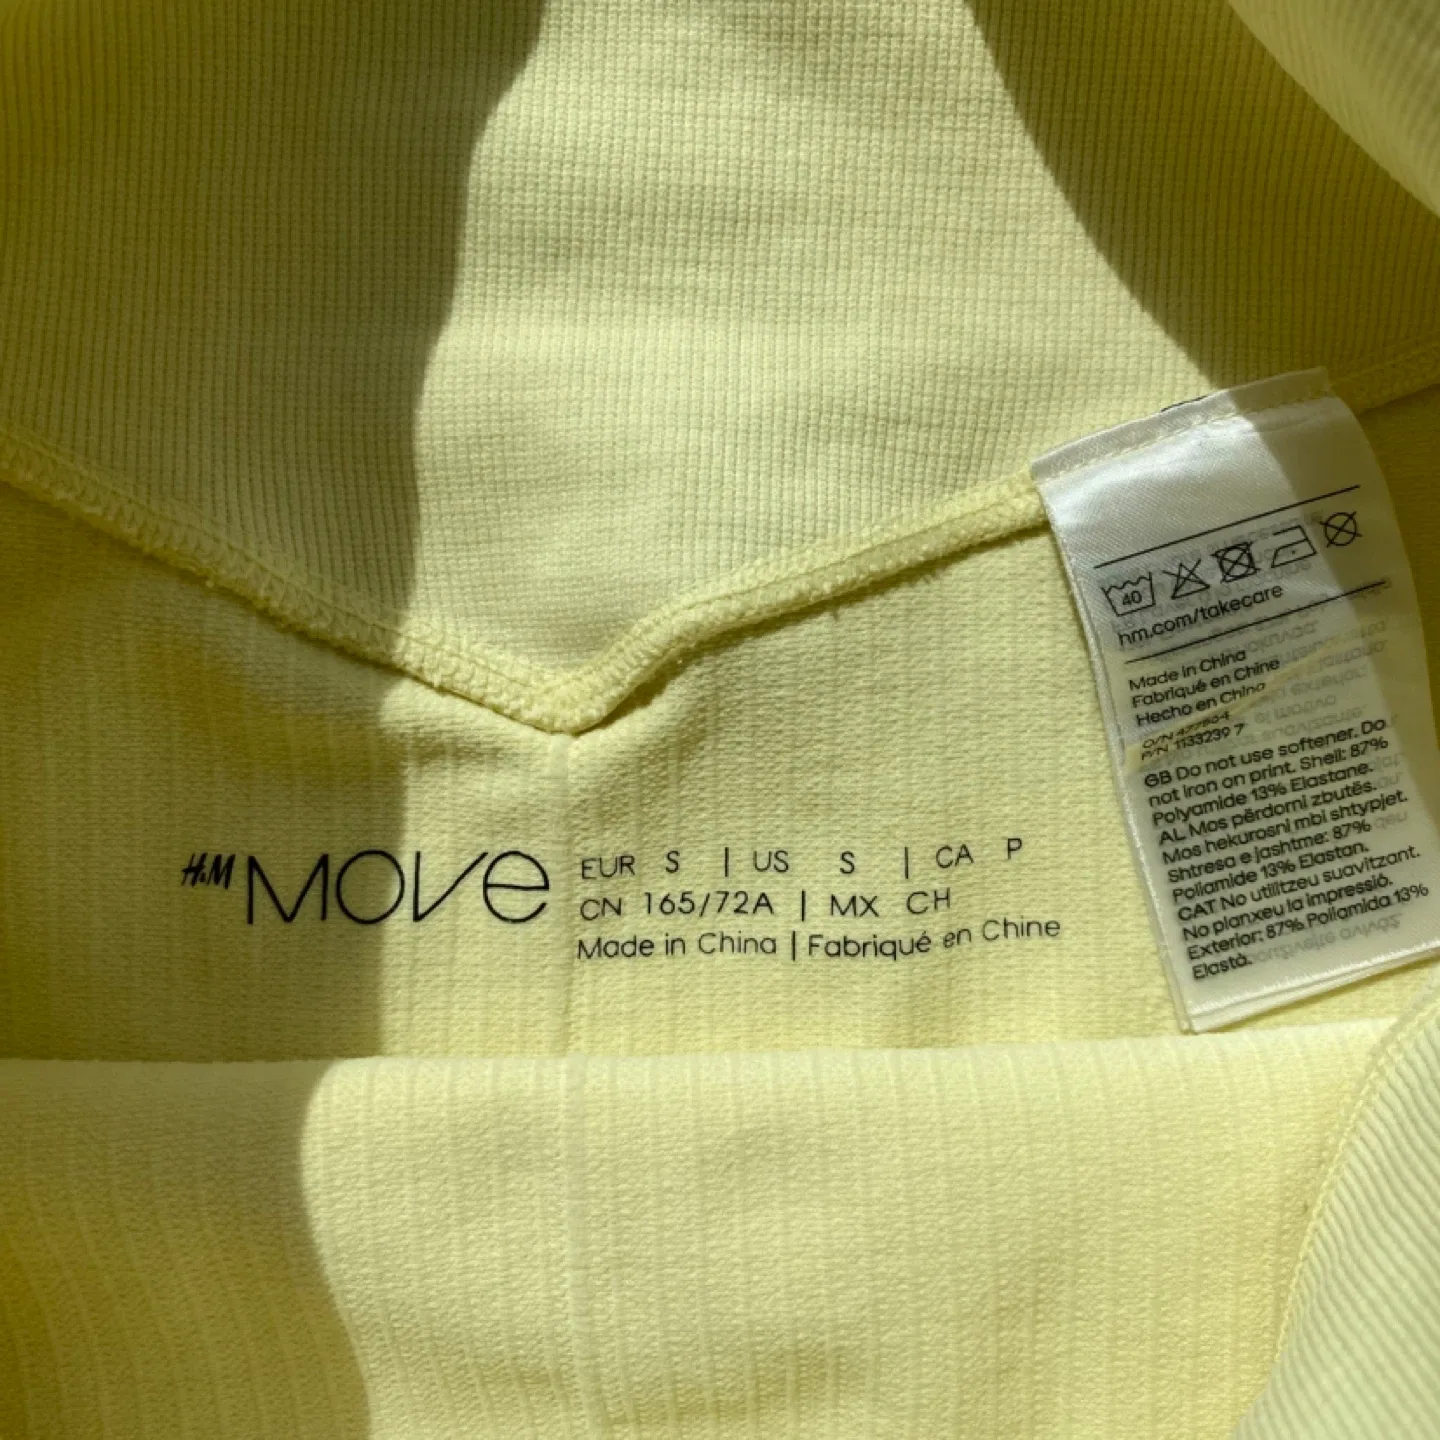 H&M MOVE
EUR S | US S | CA P
CN 165/72A | MX CH
Made in China | Fabriqué en Chine
40
hm.com/takecare
Made in China
Fabriqué en Chine
Hecho en China
O/N
P/N 1133239 7
GB Do not use softener. Do
not iron on print. Shell: 87%
Polyamide 13% Elastane.
AL Mos përdorni zbutës.
Mos hekurosni mbi shtypjet.
Shtresa e jashtme: 87%
Poliamide 13% Elastan.
CAT No utilitzeu suavitzant.
No planxeu la impressió.
Exterior: 87% Poliamida 13%
Elastà.